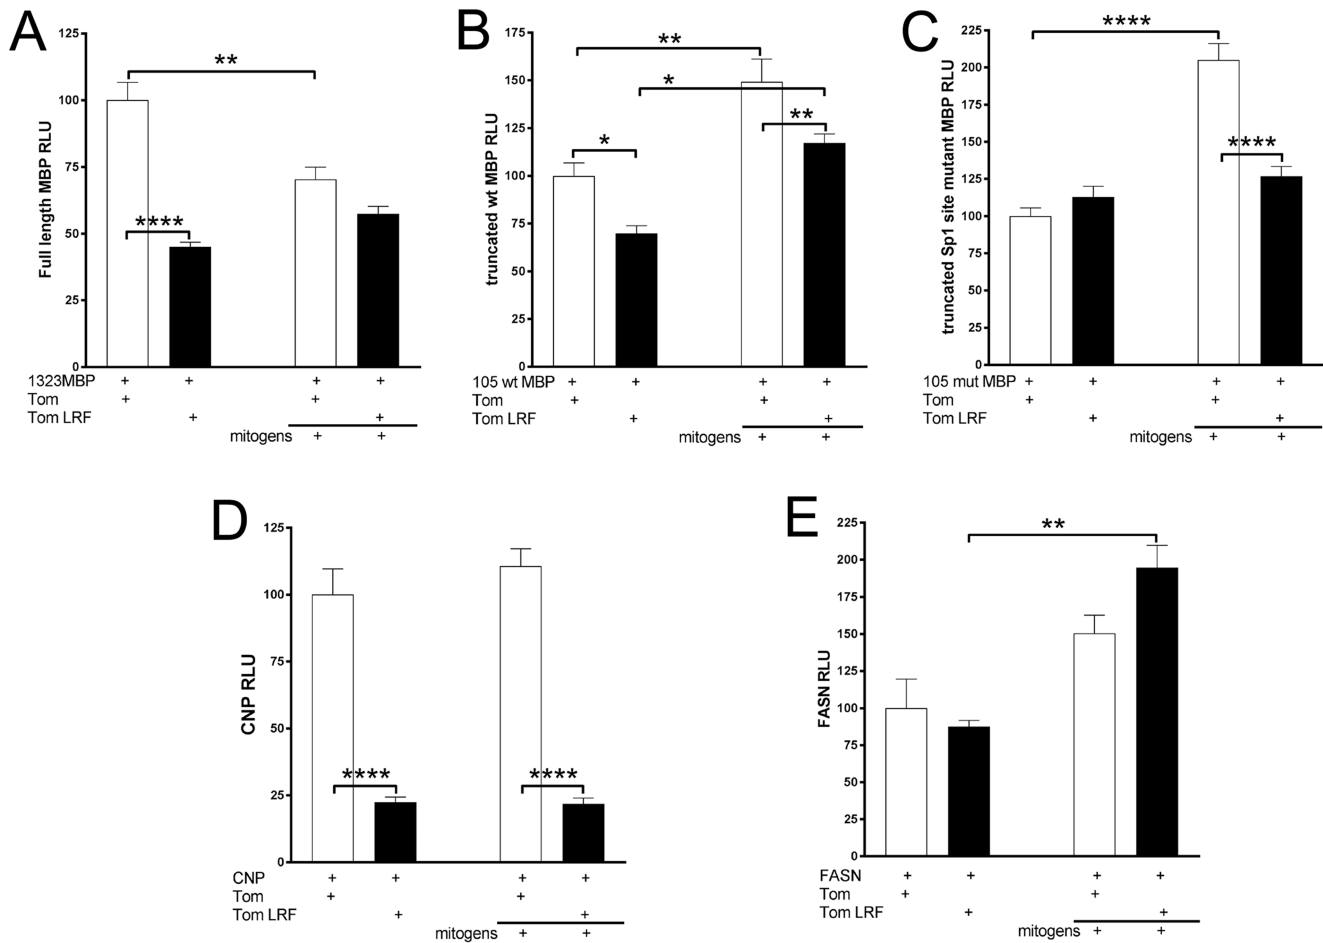 A
125
100
75
50
25
0
Full length MBP RLU
**
****
1323MBP + + + +
Tom + +
Tom LRF + +
mitogens + +
B
175
150
125
100
75
50
25
0
truncated wt MBP RLU
**
*
**
*
105 wt MBP + + + +
Tom + +
Tom LRF + +
mitogens + +
C
225
200
175
150
125
100
75
50
25
0
truncated Sp1 site mutant MBP RLU
****
****
105 mut MBP + + + +
Tom + +
Tom LRF + +
mitogens + +
D
125
100
75
50
25
0
CNP RLU
**** ****
CNP + + + +
Tom + +
Tom LRF + +
mitogens + +
E
225
200
175
150
125
100
75
50
25
0
FASN RLU
**
FASN + + + +
Tom + +
Tom LRF + +
mitogens + +